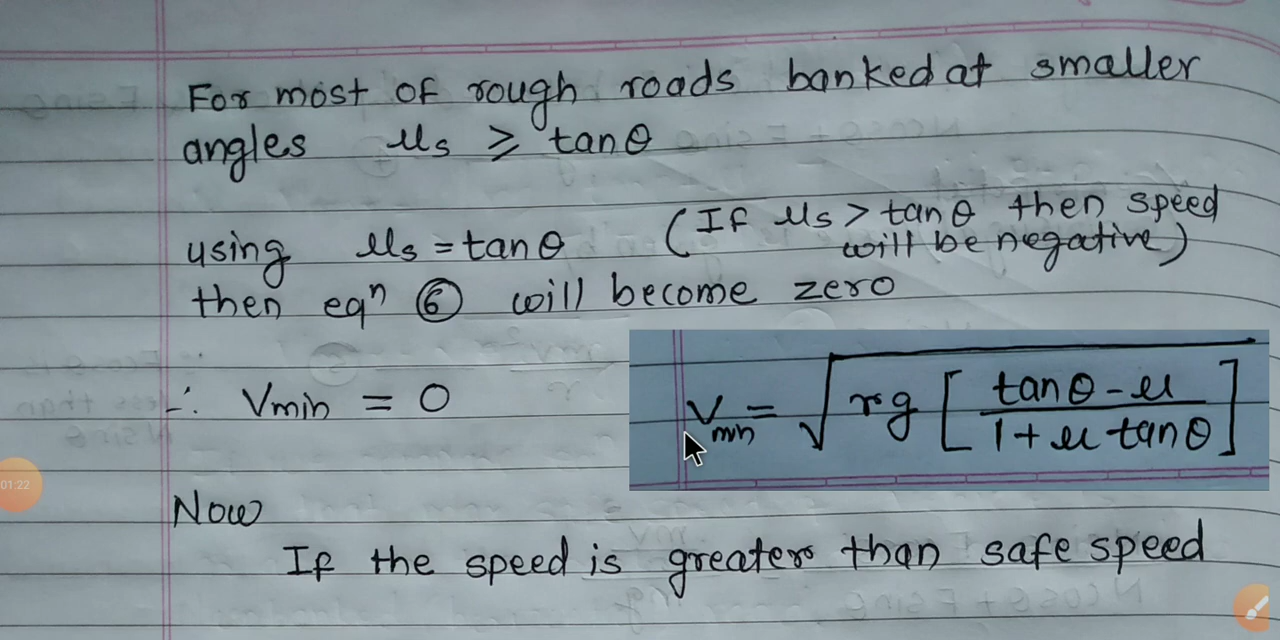 For most of rough roads banked at smaller
angles μs ⩾ tanθ
using μs = tanθ (If μs > tanθ then speed
will be negative)
then eqⁿ ⑥ will become zero
∴ Vmin = 0
Vmin = √rg [tanθ - μ / 1 + μ tanθ]
01:22
Now
If the speed is greater than safe speed